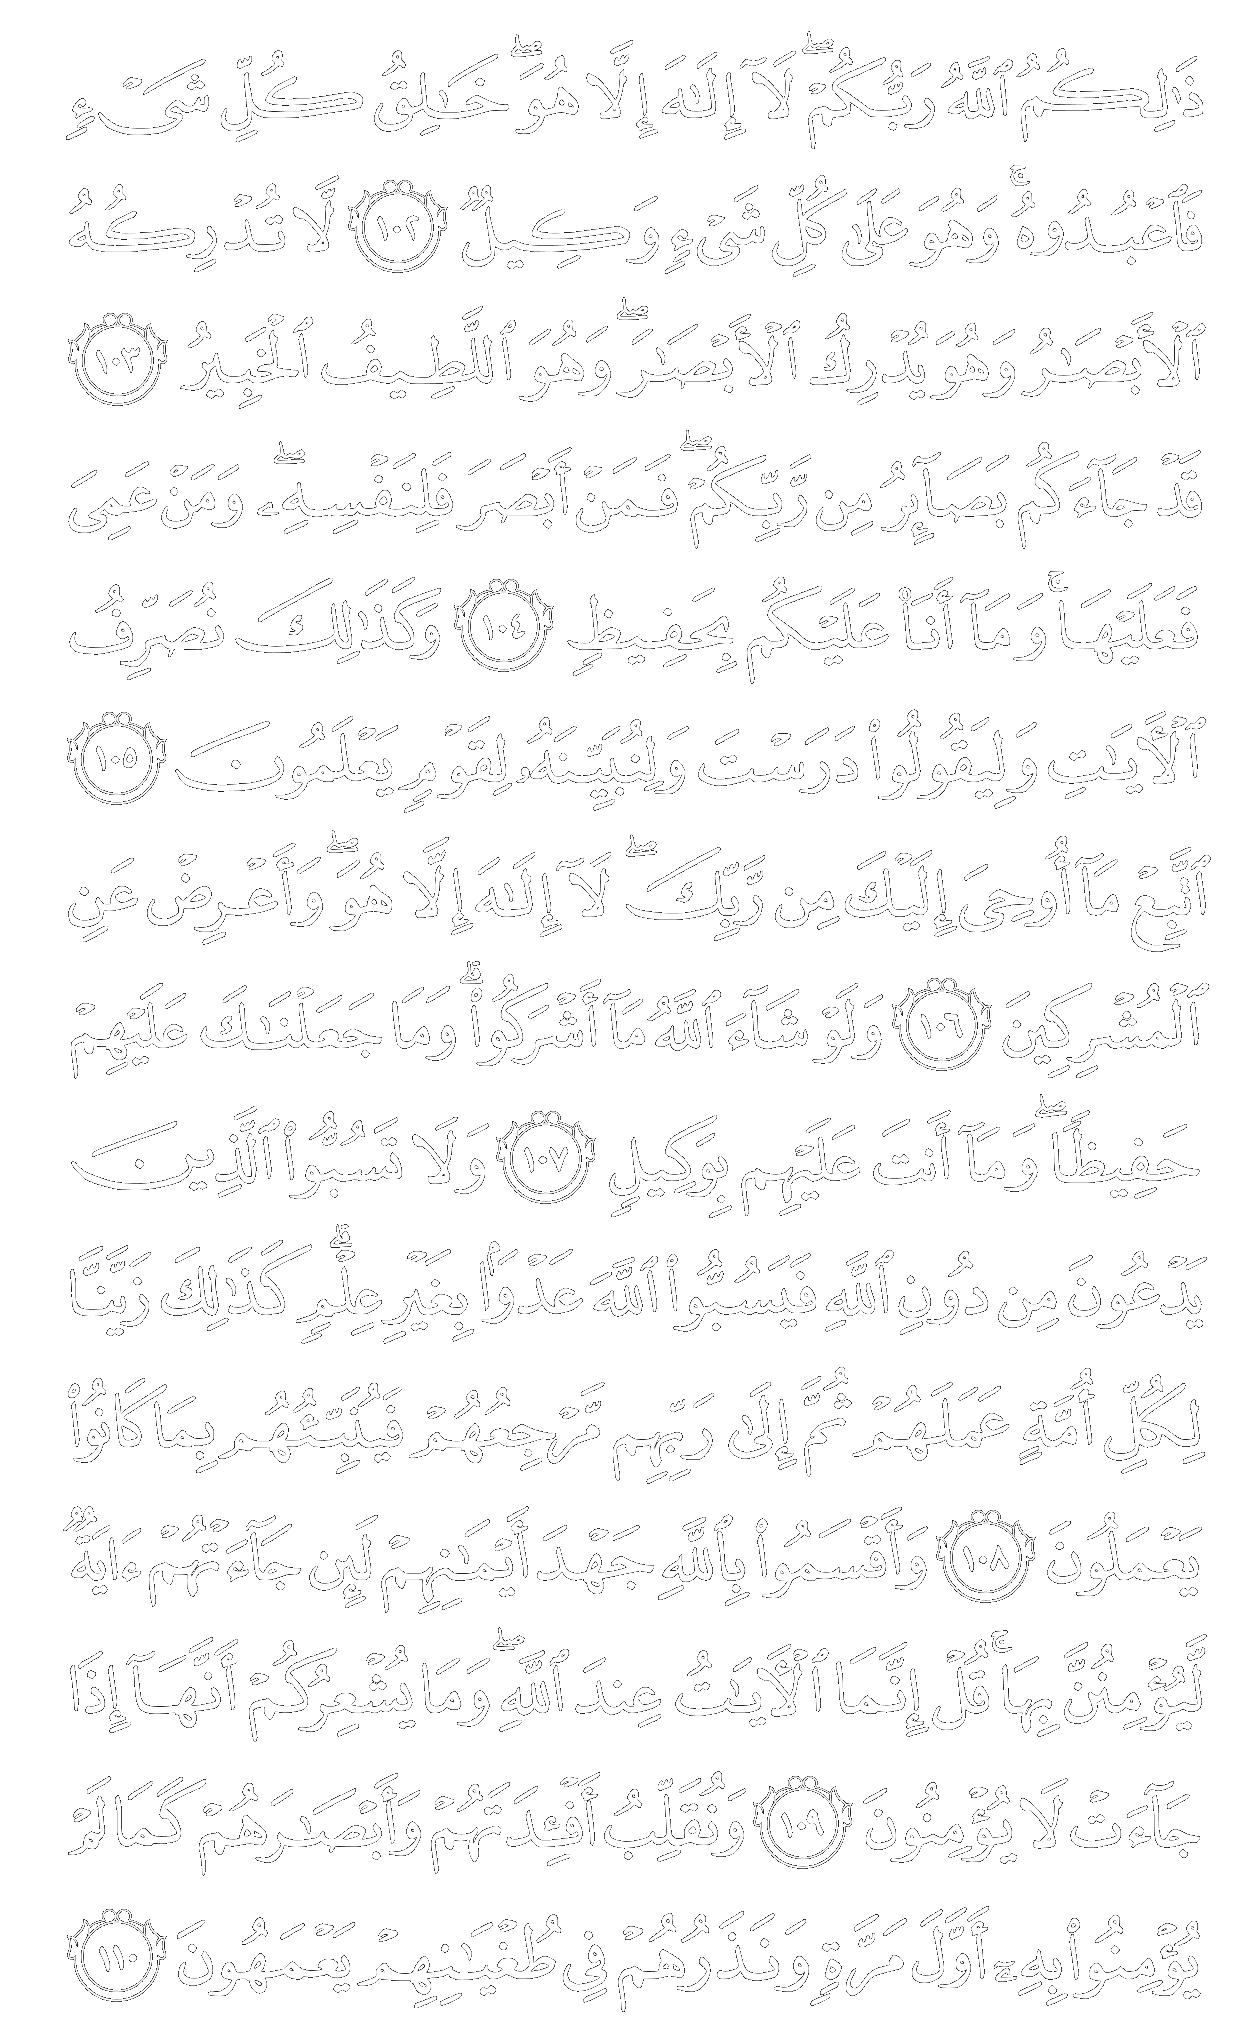 ذَٰلِكُمُ ٱللَّهُ رَبُّكُمْ ۖ لَآ إِلَٰهَ إِلَّا هُوَ ۖ خَٰلِقُ كُلِّ شَىْءٍ
فَٱعْبُدُوهُ ۚ وَهُوَ عَلَىٰ كُلِّ شَىْءٍ وَكِيلٌ ١٠٢ لَّا تُدْرِكُهُ
ٱلْأَبْصَٰرُ وَهُوَ يُدْرِكُ ٱلْأَبْصَٰرَ ۖ وَهُوَ ٱللَّطِيفُ ٱلْخَبِيرُ ١٠٣
قَدْ جَآءَكُم بَصَآئِرُ مِن رَّبِّكُمْ ۖ فَمَنْ أَبْصَرَ فَلِنَفْسِهِۦ ۖ وَمَنْ عَمِىَ
فَعَلَيْهَا ۚ وَمَآ أَنَا۠ عَلَيْكُم بِحَفِيظٍ ١٠٤ وَكَذَٰلِكَ نُصَرِّفُ
ٱلْأَيَٰتِ وَلِيَقُولُوا۟ دَرَسْتَ وَلِنُبَيِّنَهُۥ لِقَوْمٍ يَعْلَمُونَ ١٠٥
ٱتَّبِعْ مَآ أُوحِىَ إِلَيْكَ مِن رَّبِّكَ ۖ لَآ إِلَٰهَ إِلَّا هُوَ ۖ وَأَعْرِضْ عَنِ
ٱلْمُشْرِكِينَ ١٠٦ وَلَوْ شَآءَ ٱللَّهُ مَآ أَشْرَكُوا۟ ۗ وَمَا جَعَلْنَٰكَ عَلَيْهِمْ
حَفِيظًا ۖ وَمَآ أَنتَ عَلَيْهِم بِوَكِيلٍ ١٠٧ وَلَا تَسُبُّوا۟ ٱلَّذِينَ
يَدْعُونَ مِن دُونِ ٱللَّهِ فَيَسُبُّوا۟ ٱللَّهَ عَدْوًۢا بِغَيْرِ عِلْمٍ ۗ كَذَٰلِكَ زَيَّنَّا
لِكُلِّ أُمَّةٍ عَمَلَهُمْ ثُمَّ إِلَىٰ رَبِّهِم مَّرْجِعُهُمْ فَيُنَبِّئُهُم بِمَا كَانُوا۟
يَعْمَلُونَ ١٠٨ وَأَقْسَمُوا۟ بِٱللَّهِ جَهْدَ أَيْمَٰنِهِمْ لَئِن جَآءَتْهُمْ ءَايَةٌ
لَّيُؤْمِنُنَّ بِهَا ۚ قُلْ إِنَّمَا ٱلْأَيَٰتُ عِندَ ٱللَّهِ ۖ وَمَا يُشْعِرُكُمْ أَنَّهَآ إِذَا
جَآءَتْ لَا يُؤْمِنُونَ ١٠٩ وَنُقَلِّبُ أَفْـِٔدَتَهُمْ وَأَبْصَٰرَهُمْ كَمَا لَمْ
يُؤْمِنُوا۟ بِهِۦٓ أَوَّلَ مَرَّةٍ وَنَذَرُهُمْ فِى طُغْيَٰنِهِمْ يَعْمَهُونَ ١١٠